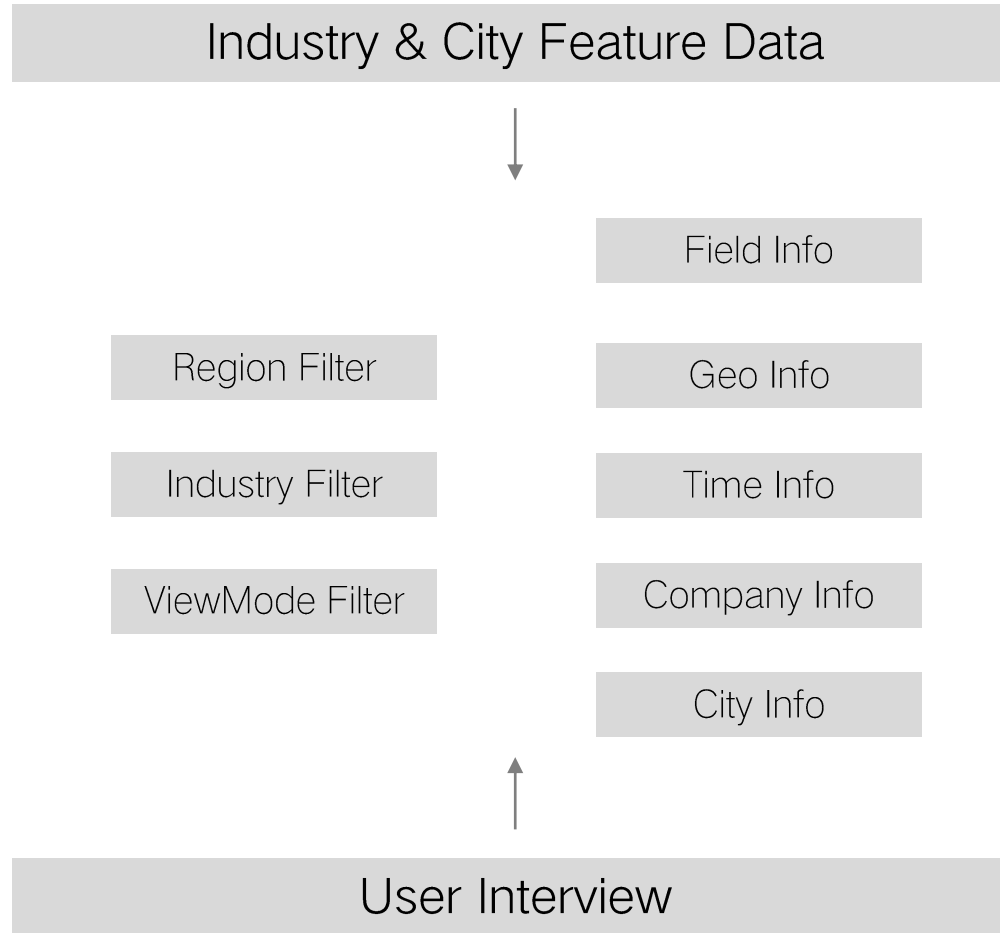 Industry & City Feature Data
Field Info
Region Filter
Geo Info
Industry Filter
Time Info
ViewMode Filter
Company Info
City Info
User Interview